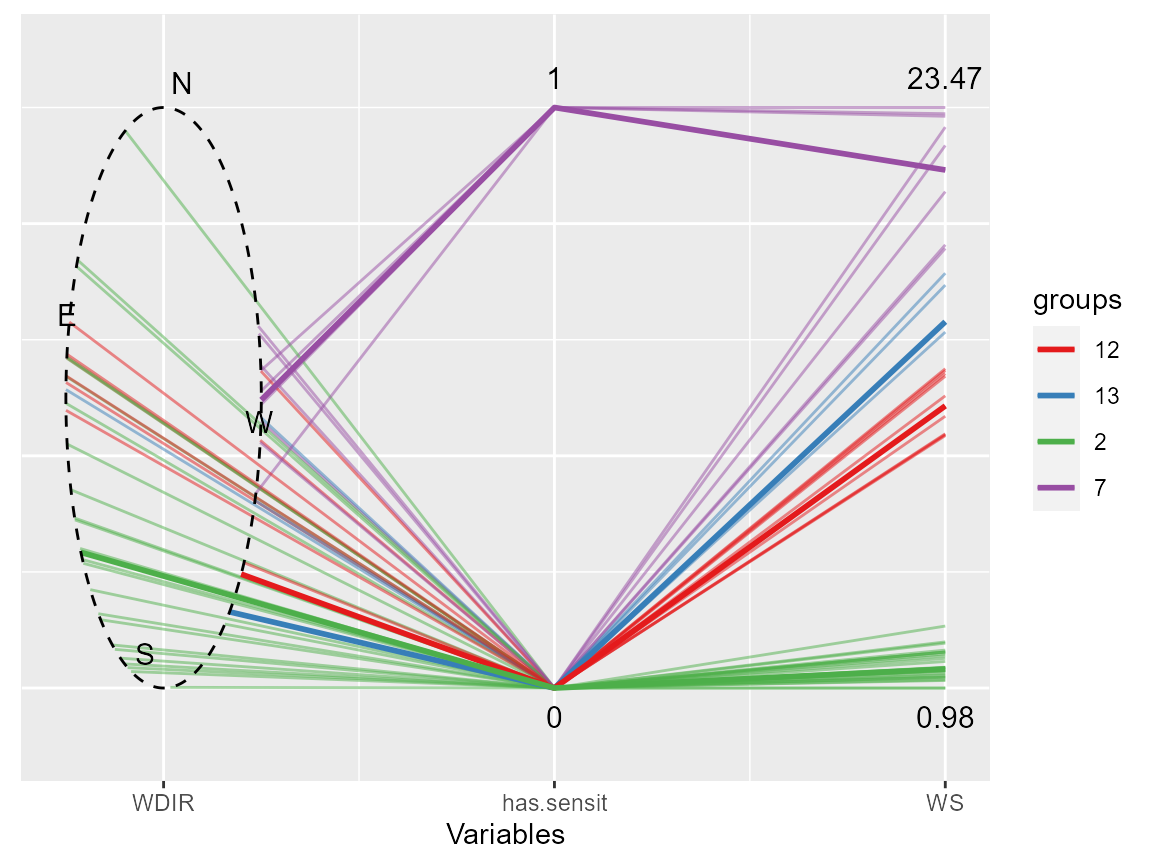 N
1
23.47
E
W
S
0
0.98
WDIR
has.sensit
WS
Variables
groups
12
13
2
7